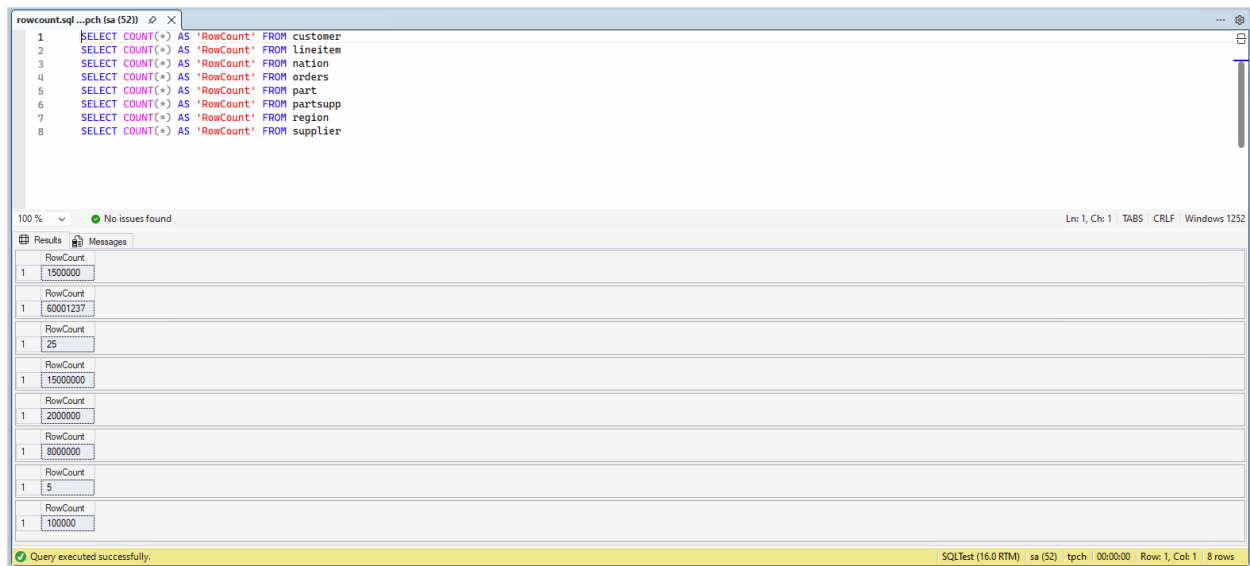 rowcount.sql ...pch (sa (52))
1 SELECT COUNT(*) AS 'RowCount' FROM customer
2 SELECT COUNT(*) AS 'RowCount' FROM lineitem
3 SELECT COUNT(*) AS 'RowCount' FROM nation
4 SELECT COUNT(*) AS 'RowCount' FROM orders
5 SELECT COUNT(*) AS 'RowCount' FROM part
6 SELECT COUNT(*) AS 'RowCount' FROM partsupp
7 SELECT COUNT(*) AS 'RowCount' FROM region
8 SELECT COUNT(*) AS 'RowCount' FROM supplier
100 % No issues found Ln: 1, Ch: 1 TABS CRLF Windows 1252
Results Messages
RowCount
1 1500000
RowCount
1 60001237
RowCount
1 25
RowCount
1 15000000
RowCount
1 2000000
RowCount
1 8000000
RowCount
1 5
RowCount
1 100000
Query executed successfully. SQLTest (16.0 RTM) sa (52) tpch 00:00:00 Row: 1, Col: 1 8 rows